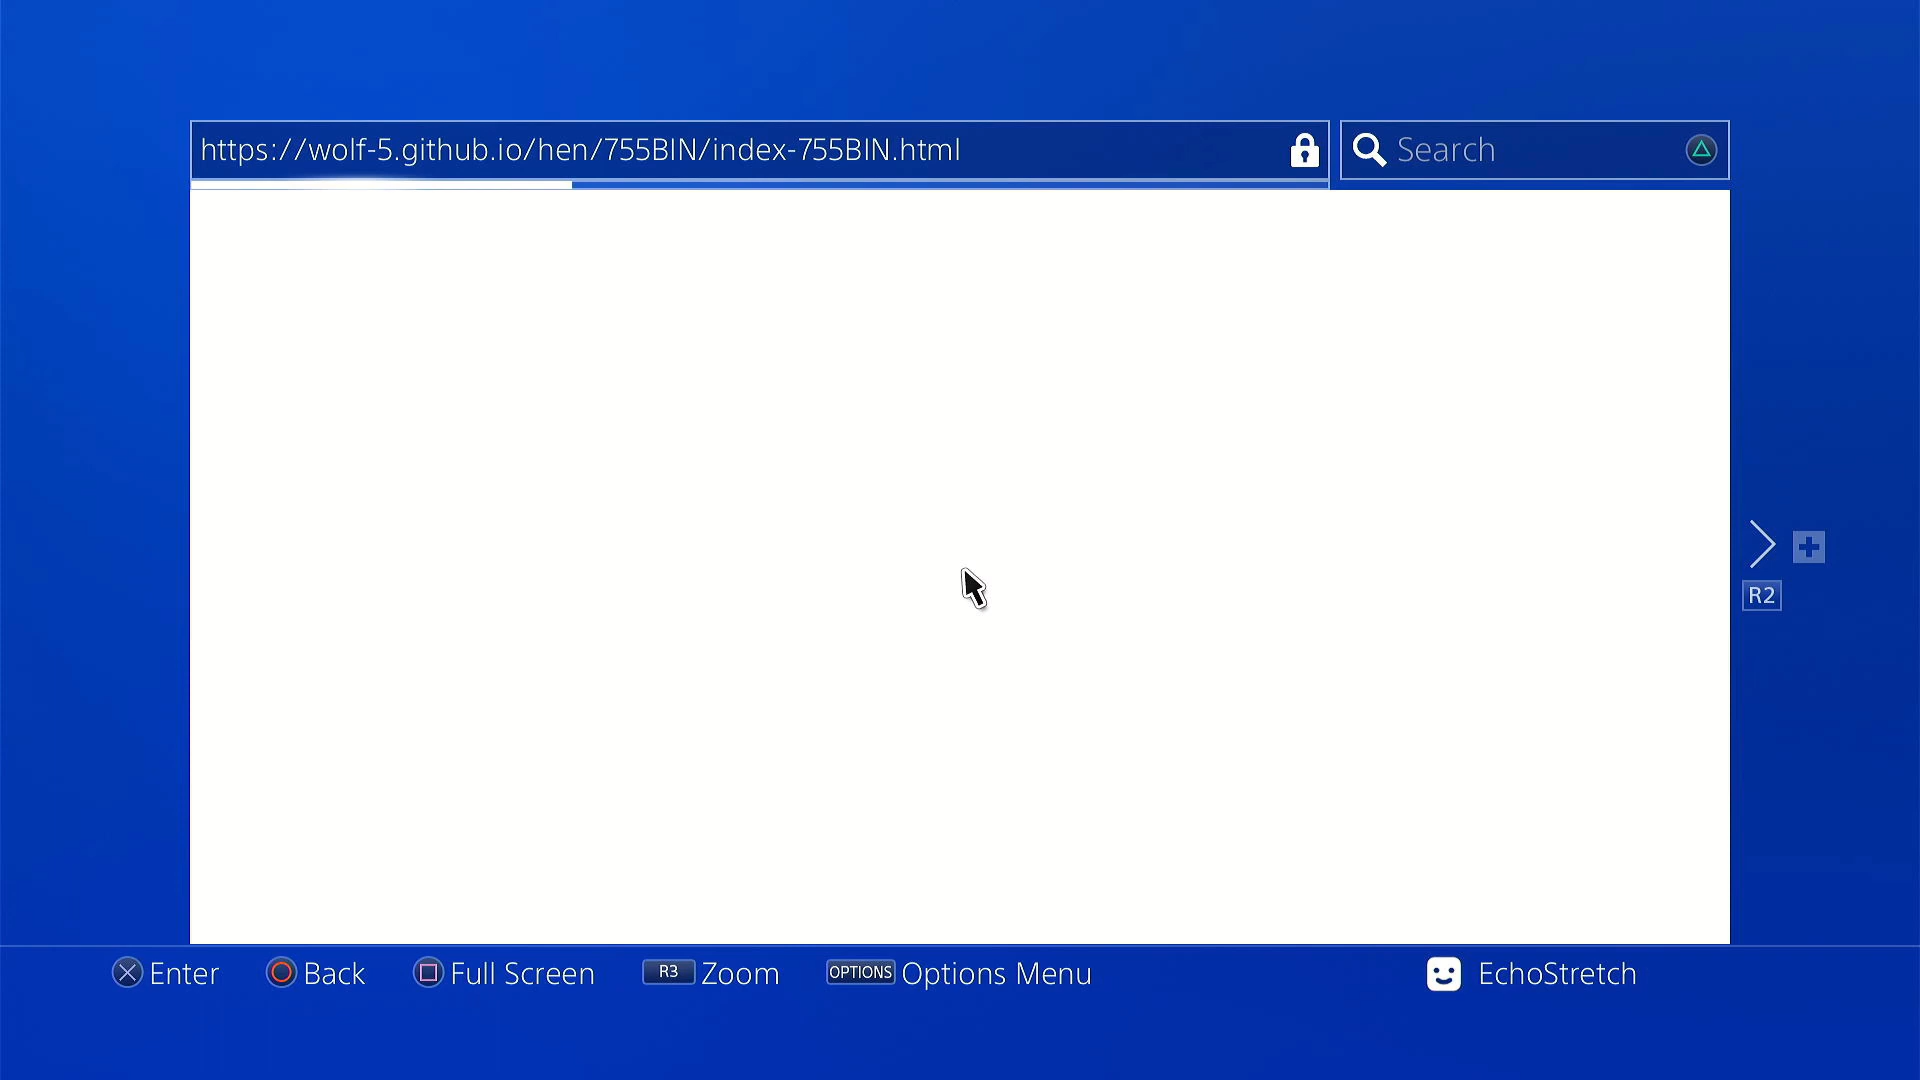 https://wolf-5.github.io/hen/755BIN/index-755BIN.html
Search
R2
Enter Back Full Screen R3 Zoom OPTIONS Options Menu EchoStretch